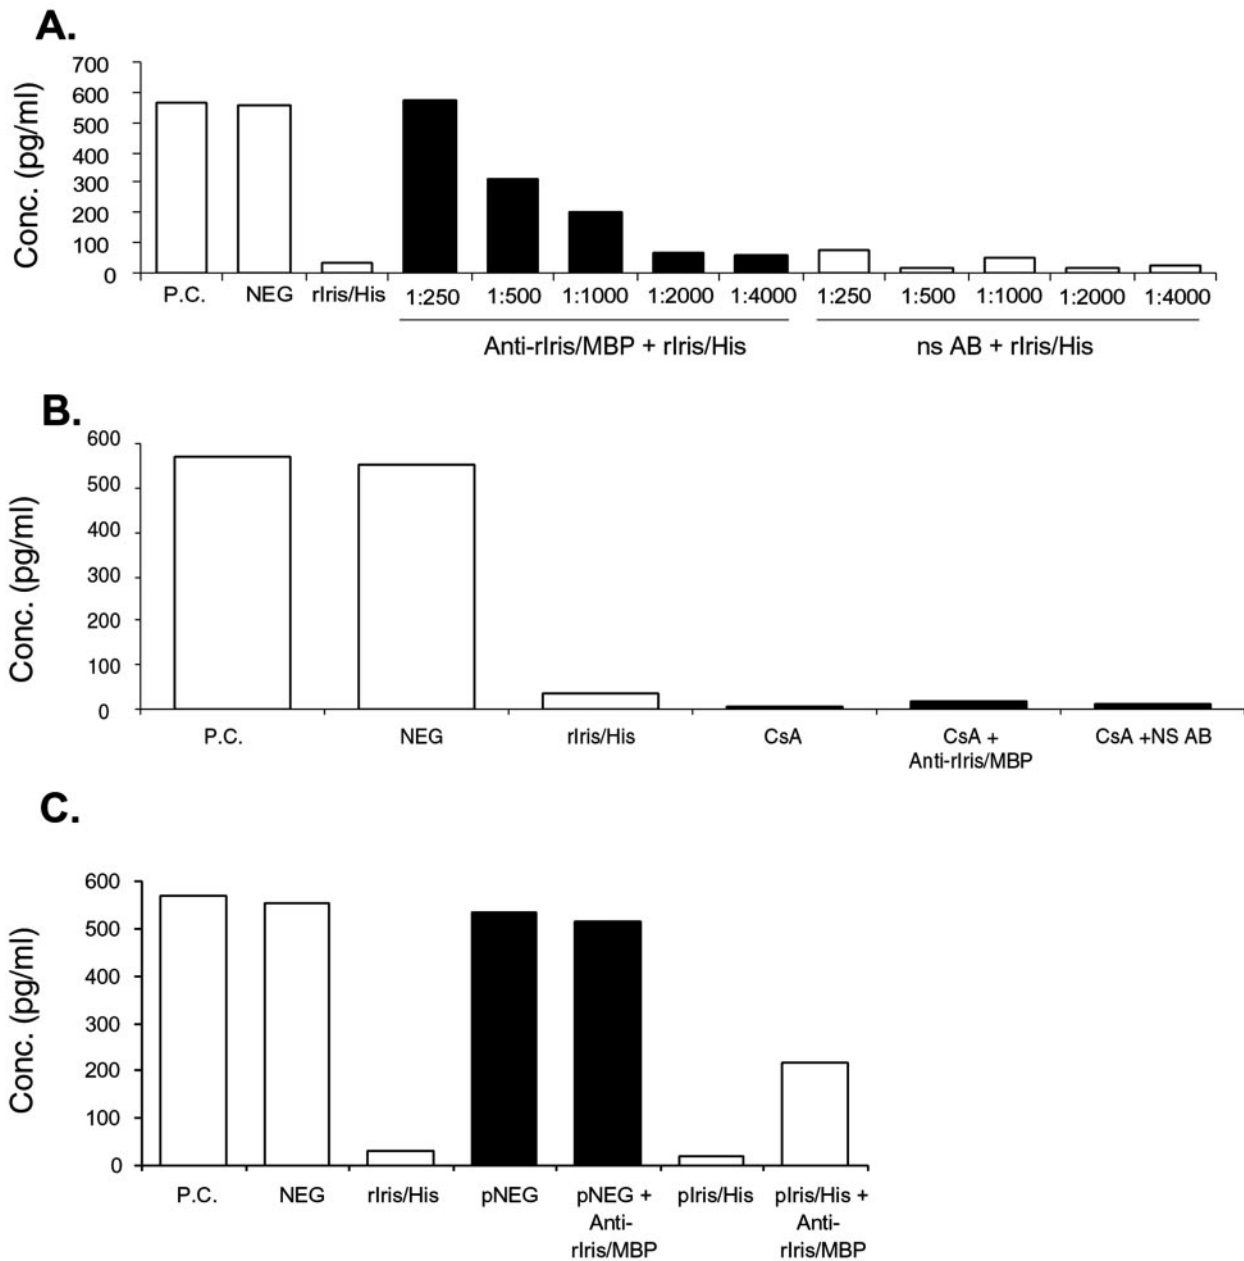 A.
Conc. (pg/ml)
700
600
500
400
300
200
100
0
P.C. NEG rIris/His 1:250 1:500 1:1000 1:2000 1:4000 1:250 1:500 1:1000 1:2000 1:4000
Anti-rIris/MBP + rIris/His ns AB + rIris/His
B.
Conc. (pg/ml)
600
500
400
300
200
100
0
P.C. NEG rIris/His CsA CsA + CsA +NS AB
Anti-rIris/MBP
C.
Conc. (pg/ml)
600
500
400
300
200
100
0
P.C. NEG rIris/His pNEG pNEG + pIris/His pIris/His +
Anti- Anti-
rIris/MBP rIris/MBP